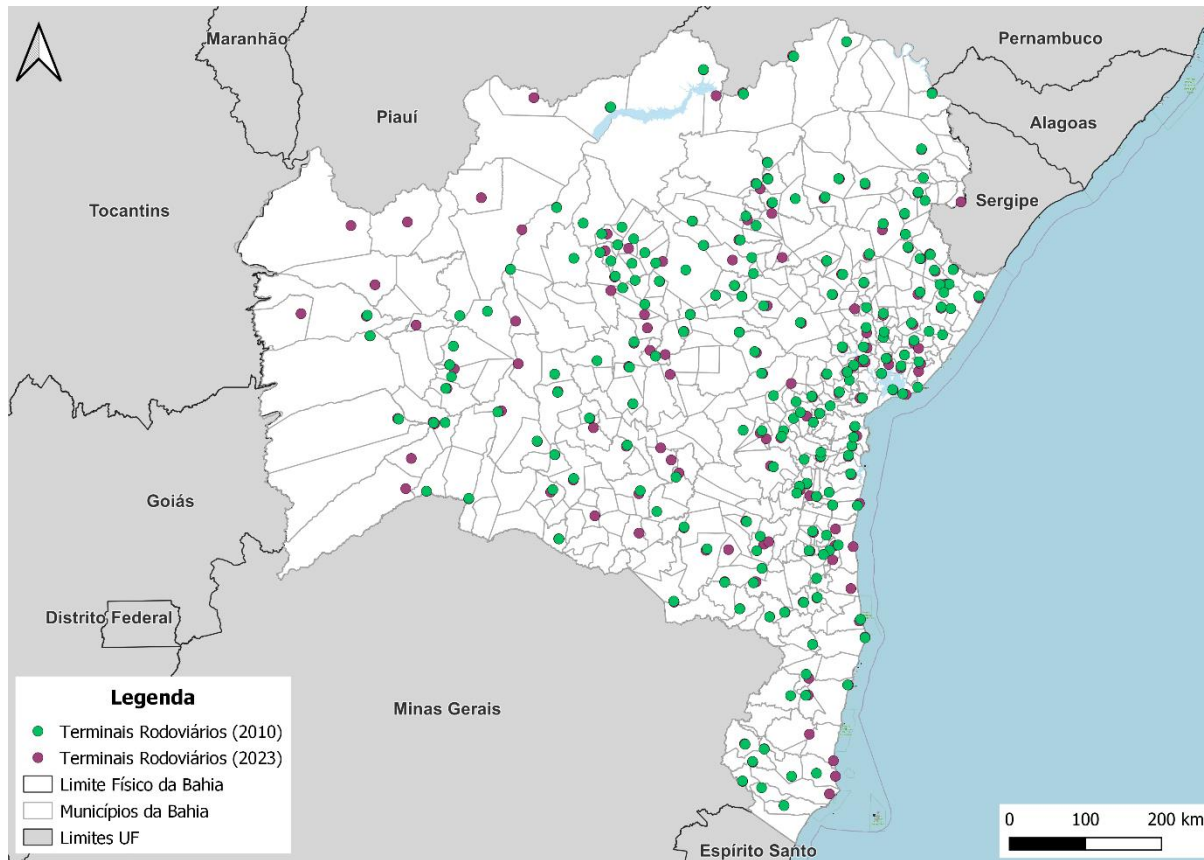 Maranhão
Pernambuco
Piauí
Alagoas
Tocantins
Sergipe
Goiás
Distrito Federal
Minas Gerais
Espírito Santo
Legenda
Terminais Rodoviários (2010)
Terminais Rodoviários (2023)
Limite Físico da Bahia
Municípios da Bahia
Limites UF
0 100 200 km